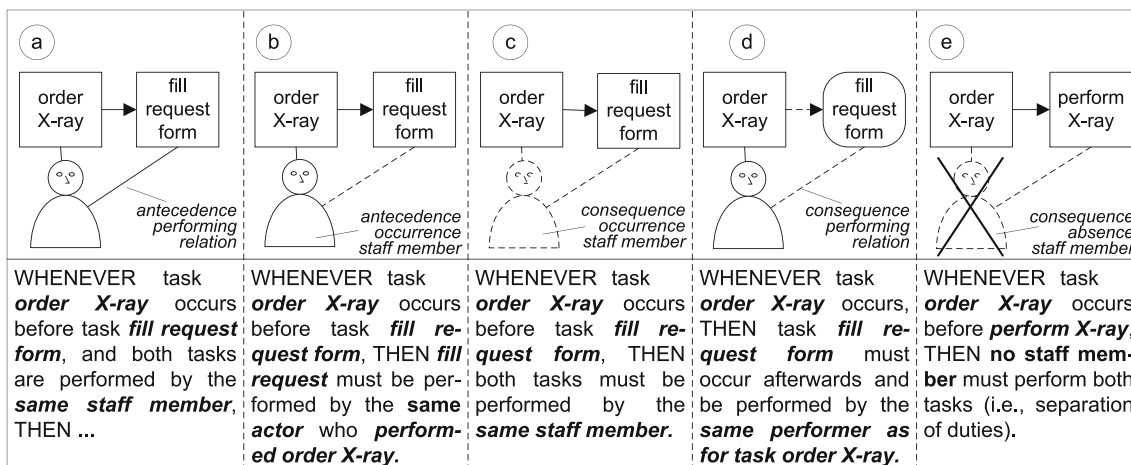 a
order
X-ray
fill
request
form
antecedence
performing
relation
WHENEVER task
order X-ray occurs
before task fill request
form, and both tasks
are performed by the
same staff member,
THEN ...
b
order
X-ray
fill
request
form
antecedence
occurrence
staff member
WHENEVER task
order X-ray occurs
before task fill re-
quest form, THEN fill
request must be per-
formed by the same
actor who perform-
ed order X-ray.
c
order
X-ray
fill
request
form
consequence
occurrence
staff member
WHENEVER task
order X-ray occurs
before task fill re-
quest form, THEN
both tasks must be
performed by the
same staff member.
d
order
X-ray
fill
request
form
consequence
performing
relation
WHENEVER task
order X-ray occurs,
THEN task fill re-
quest form must
occur afterwards and
be performed by the
same performer as
for task order X-ray.
e
order
X-ray
perform
X-ray
consequence
absence
staff member
WHENEVER task
order X-ray occurs
before perform X-ray,
THEN no staff mem-
ber must perform both
tasks (i.e., separation
of duties).